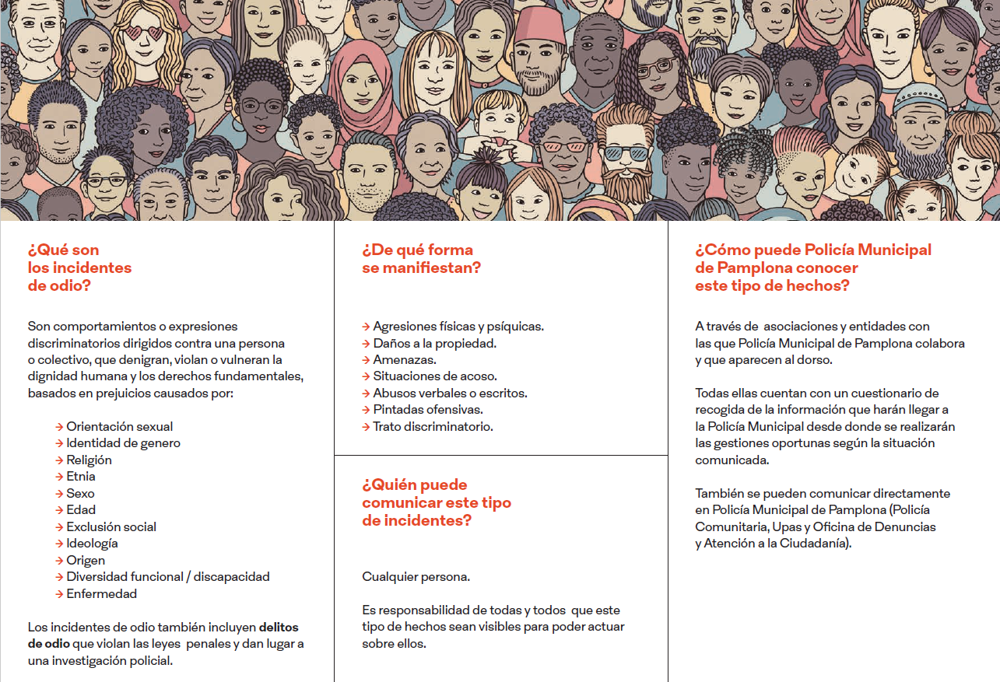 ¿Qué son
los incidentes
de odio?
Son comportamientos o expresiones
discriminatorios dirigidos contra una persona
o colectivo, que denigran, violan o vulneran la
dignidad humana y los derechos fundamentales,
basados en prejuicios causados por:
→ Orientación sexual
→ Identidad de genero
→ Religión
→ Etnia
→ Sexo
→ Edad
→ Exclusión social
→ Ideología
→ Origen
→ Diversidad funcional / discapacidad
→ Enfermedad
Los incidentes de odio también incluyen delitos
de odio que violan las leyes penales y dan lugar a
una investigación policial.
¿De qué forma
se manifiestan?
→ Agresiones físicas y psíquicas.
→ Daños a la propiedad.
→ Amenazas.
→ Situaciones de acoso.
→ Abusos verbales o escritos.
→ Pintadas ofensivas.
→ Trato discriminatorio.
¿Quién puede
comunicar este tipo
de incidentes?
Cualquier persona.
Es responsabilidad de todas y todos que este
tipo de hechos sean visibles para poder actuar
sobre ellos.
¿Cómo puede Policía Municipal
de Pamplona conocer
este tipo de hechos?
A través de asociaciones y entidades con
las que Policía Municipal de Pamplona colabora
y que aparecen al dorso.
Todas ellas cuentan con un cuestionario de
recogida de la información que harán llegar a
la Policía Municipal desde donde se realizarán
las gestiones oportunas según la situación
comunicada.
También se pueden comunicar directamente
en Policía Municipal de Pamplona (Policía
Comunitaria, Upas y Oficina de Denuncias
y Atención a la Ciudadanía).